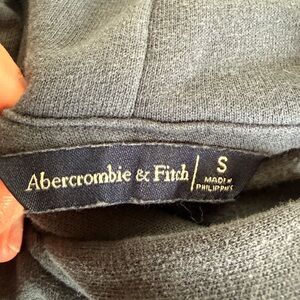 Abercrombie & Fitch
S
MADE IN
PHILIPPINES